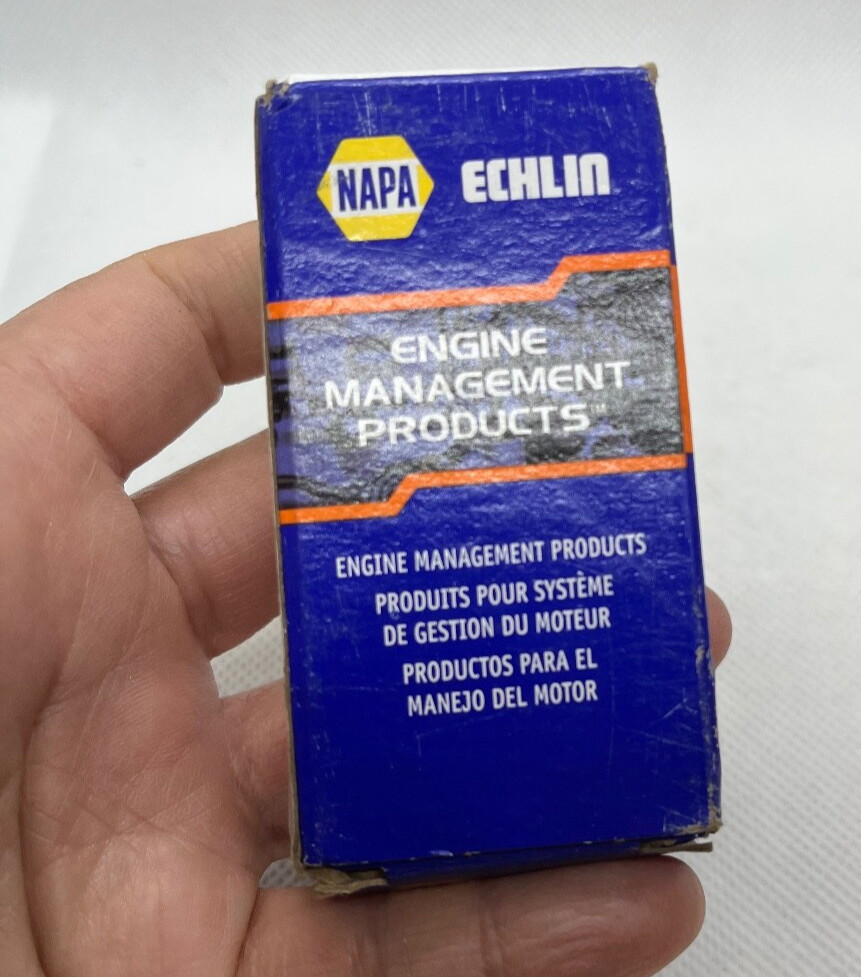 NAPA ECHLIN
ENGINE
MANAGEMENT
PRODUCTS™
ENGINE MANAGEMENT PRODUCTS
PRODUITS POUR SYSTÈME
DE GESTION DU MOTEUR
PRODUCTOS PARA EL
MANEJO DEL MOTOR